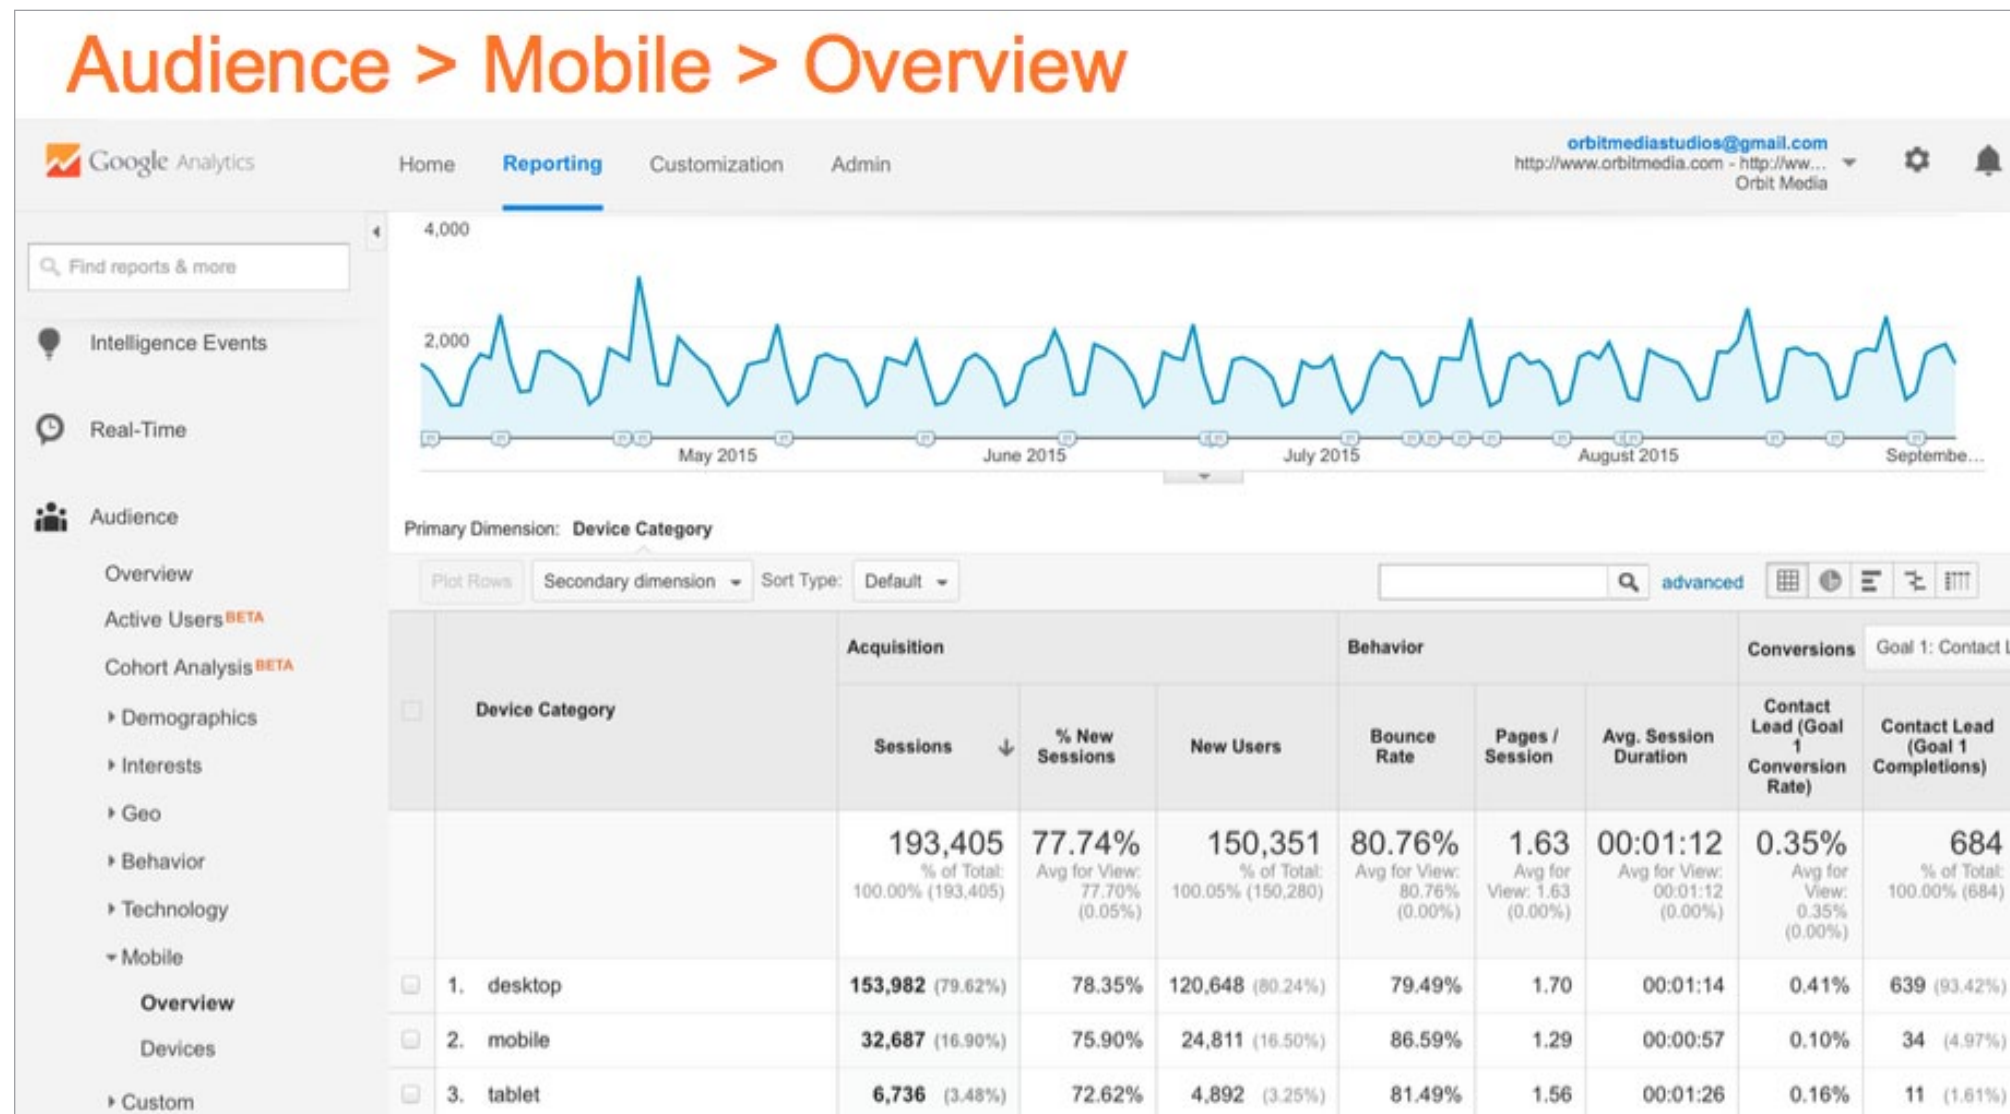 Audience > Mobile > Overview
Google Analytics
Home Reporting Customization Admin
orbitmediastudios@gmail.com
http://www.orbitmedia.com - http://ww...
Orbit Media
Find reports & more
Intelligence Events
Real-Time
Audience
Overview
Active Users BETA
Cohort Analysis BETA
Demographics
Interests
Geo
Behavior
Technology
Mobile
Overview
Devices
Custom
4,000
2,000
May 2015 June 2015 July 2015 August 2015 Septembe...
Primary Dimension: Device Category
Plot Rows Secondary dimension Sort Type: Default advanced
Acquisition Behavior Conversions Goal 1: Contact L
Device Category
Sessions
% New
Sessions
New Users
Bounce
Rate
Pages /
Session
Avg. Session
Duration
Contact
Lead (Goal
1
Conversion
Rate)
Contact Lead
(Goal 1
Completions)
193,405
% of Total:
100.00% (193,405)
77.74%
Avg for View:
77.70%
(0.05%)
150,351
% of Total:
100.05% (150,280)
80.76%
Avg for View:
80.76%
(0.00%)
1.63
Avg for
View: 1.63
(0.00%)
00:01:12
Avg for View:
00:01:12
(0.00%)
0.35%
Avg for
View:
0.35%
(0.00%)
684
% of Total:
100.00% (684)
1. desktop 153,982 (79.62%) 78.35% 120,648 (80.24%) 79.49% 1.70 00:01:14 0.41% 639 (93.42%)
2. mobile 32,687 (16.90%) 75.90% 24,811 (16.50%) 86.59% 1.29 00:00:57 0.10% 34 (4.97%)
3. tablet 6,736 (3.48%) 72.62% 4,892 (3.25%) 81.49% 1.56 00:01:26 0.16% 11 (1.61%)